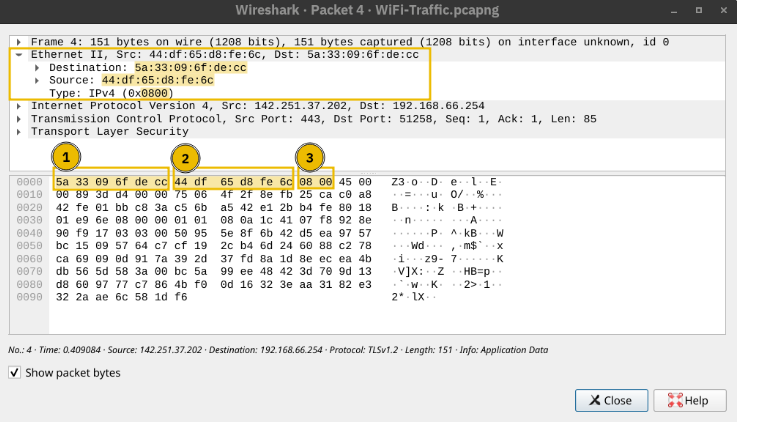 Wireshark · Packet 4 · WiFi-Traffic.pcapng
Frame 4: 151 bytes on wire (1208 bits), 151 bytes captured (1208 bits) on interface unknown, id 0
Ethernet II, Src: 44:df:65:d8:fe:6c, Dst: 5a:33:09:6f:de:cc
Destination: 5a:33:09:6f:de:cc
Source: 44:df:65:d8:fe:6c
Type: IPv4 (0x0800)
Internet Protocol Version 4, Src: 142.251.37.202, Dst: 192.168.66.254
Transmission Control Protocol, Src Port: 443, Dst Port: 51258, Seq: 1, Ack: 1, Len: 85
Transport Layer Security
1 2 3
0000 5a 33 09 6f de cc 44 df 65 d8 fe 6c 08 00 45 00 Z3·o··D·e··l··E·
0010 00 89 3d d4 00 00 75 06 4f 2f 8e fb 25 ca c0 a8 ··=···u·O/··%···
0020 42 fe 01 bb c8 3a c5 6b a5 42 e1 2b b4 fe 80 18 B····:·k·B·+····
0030 01 e9 6e 08 00 00 01 01 08 0a 1c 41 07 f8 92 8e ··n········A····
0040 90 f9 17 03 03 00 50 95 5e 8f 6b 42 d5 ea 97 57 ······P·^·kB···W
0050 bc 15 09 57 64 c7 cf 19 2c b4 6d 24 60 88 c2 78 ···Wd···,·m$`··x
0060 ca 69 09 0d 91 7a 39 2d 37 fd 8a 1d 8e ec ea 4b ·i···z9-7······K
0070 db 56 5d 58 3a 00 bc 5a 99 ee 48 42 3d 70 9d 13 ·V]X:··Z··HB=p··
0080 d8 60 97 77 c7 86 4b f0 0d 16 32 3e aa 31 82 e3 ·`·w··K···2>·1··
0090 32 2a ae 6c 58 1d f6 2*·lX··
No.: 4 · Time: 0.409084 · Source: 142.251.37.202 · Destination: 192.168.66.254 · Protocol: TLSv1.2 · Length: 151 · Info: Application Data
Show packet bytes
Close Help